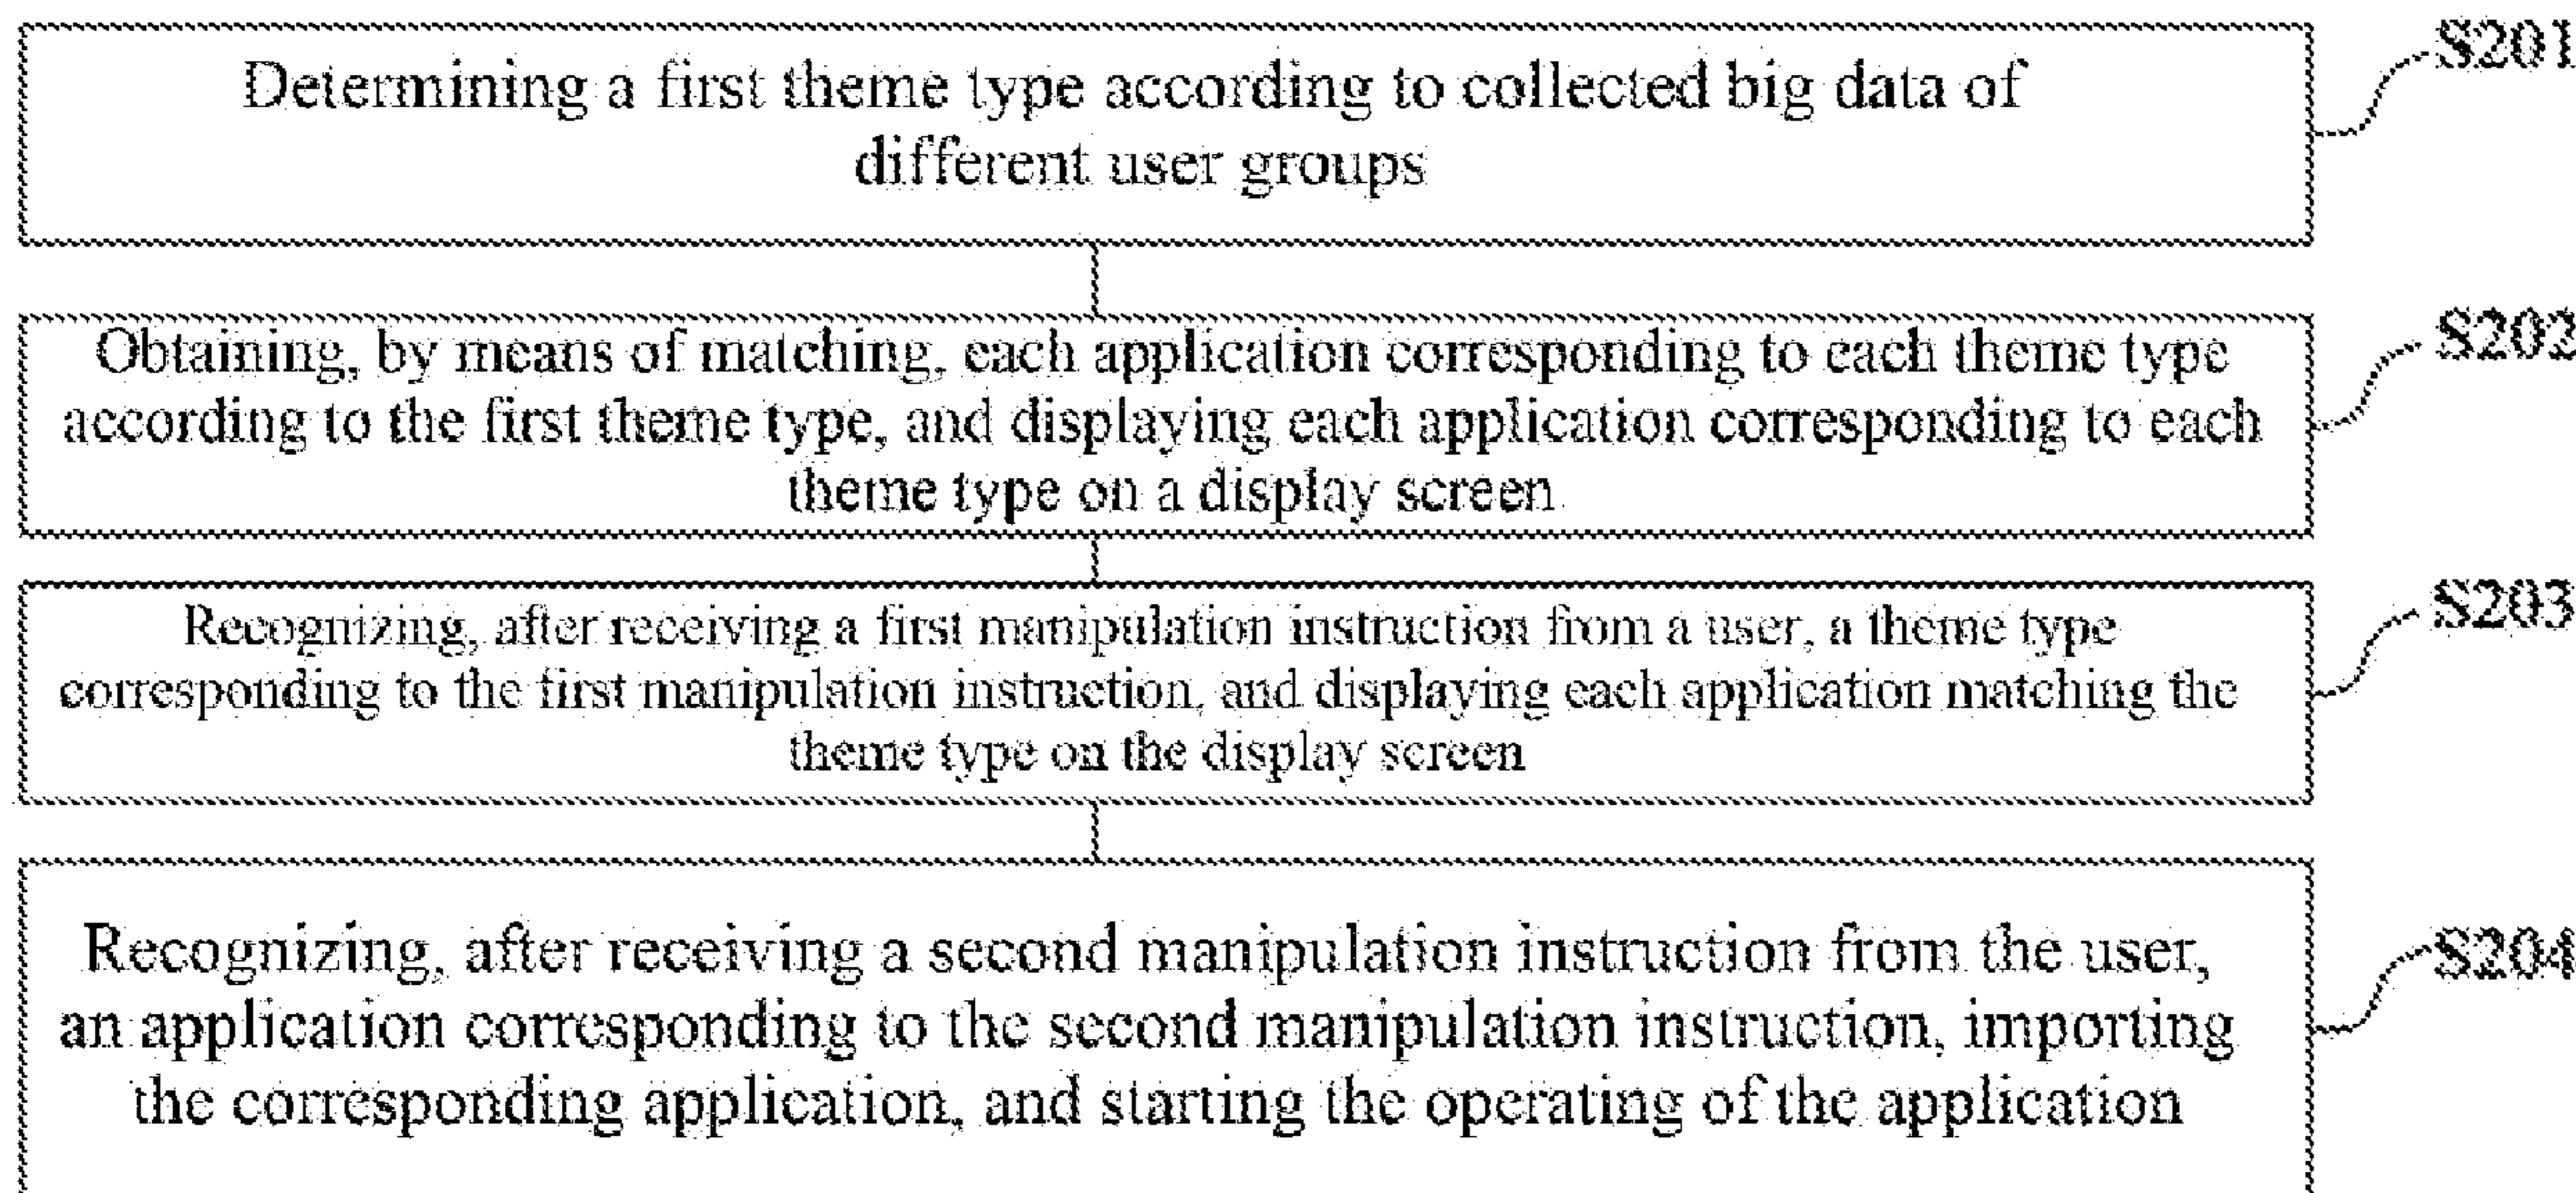 Determining a first theme type according to collected big data of
different user groups
S201
Obtaining, by means of matching, each application corresponding to each theme type
according to the first theme type, and displaying each application corresponding to each
theme type on a display screen
S202
Recognizing, after receiving a first manipulation instruction from a user, a theme type
corresponding to the first manipulation instruction, and displaying each application matching the
theme type on the display screen
S203
Recognizing, after receiving a second manipulation instruction from the user,
an application corresponding to the second manipulation instruction, importing
the corresponding application, and starting the operating of the application
S204